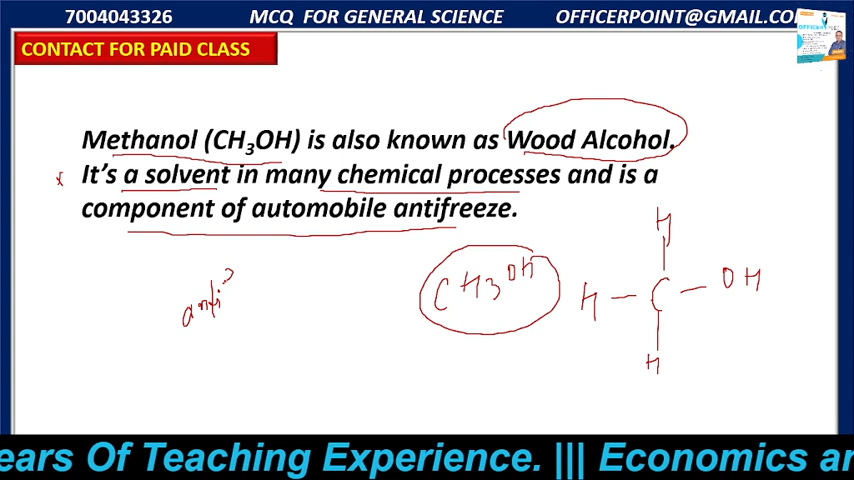 7004043326 MCQ FOR GENERAL SCIENCE OFFICERPOINT@GMAIL.CO
CONTACT FOR PAID CLASS
Methanol (CH₃OH) is also known as Wood Alcohol.
It's a solvent in many chemical processes and is a
component of automobile antifreeze.
H
anti CH3OH H – C – OH
H
ears Of Teaching Experience. ||| Economics an